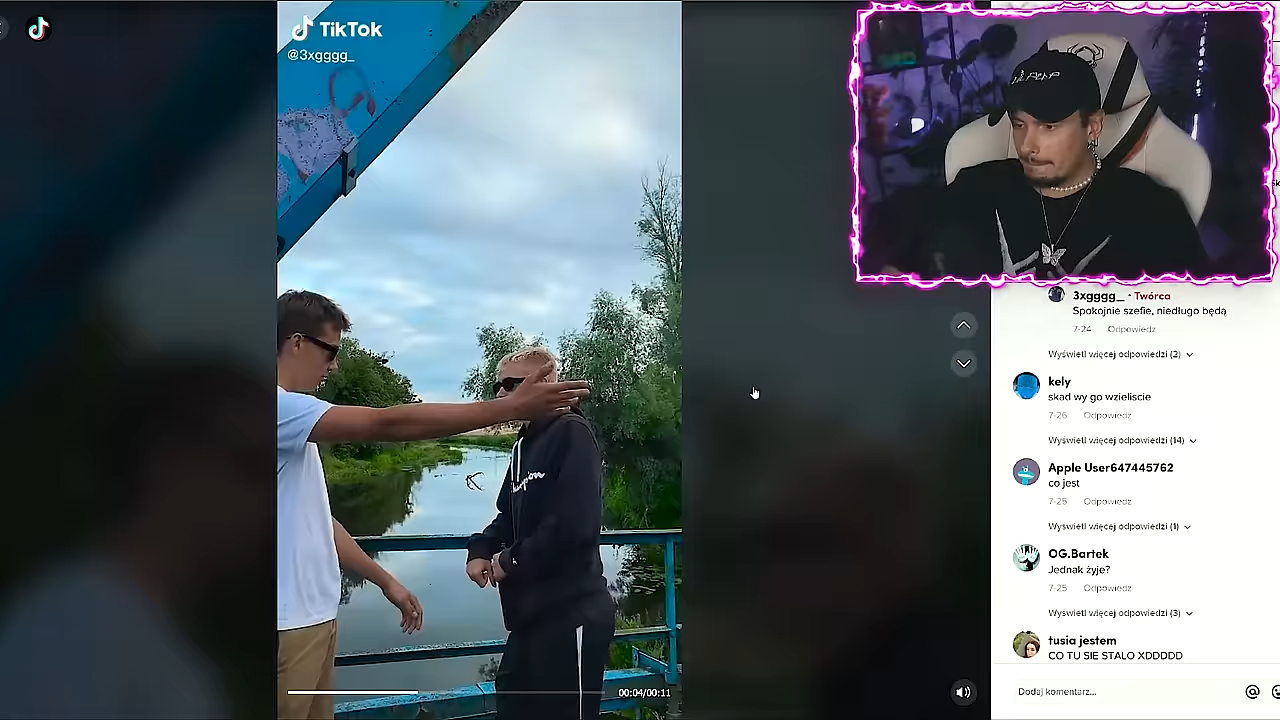 TikTok
@3xgggg_
3xgggg_ · Twórca
Spokojnie szefie, niedługo będą
7-24 Odpowiedz
Wyświetl więcej odpowiedzi (2)
kely
skad wy go wzieliscie
7-26 Odpowiedz
Wyświetl więcej odpowiedzi (14)
Apple User647445762
co jest
7-25 Odpowiedz
Wyświetl więcej odpowiedzi (1)
OG.Bartek
Jednak żyje?
7-25 Odpowiedz
Wyświetl więcej odpowiedzi (3)
tusia jestem
CO TU SIE STALO XDDDDD
00:04/00:11
Dodaj komentarz...